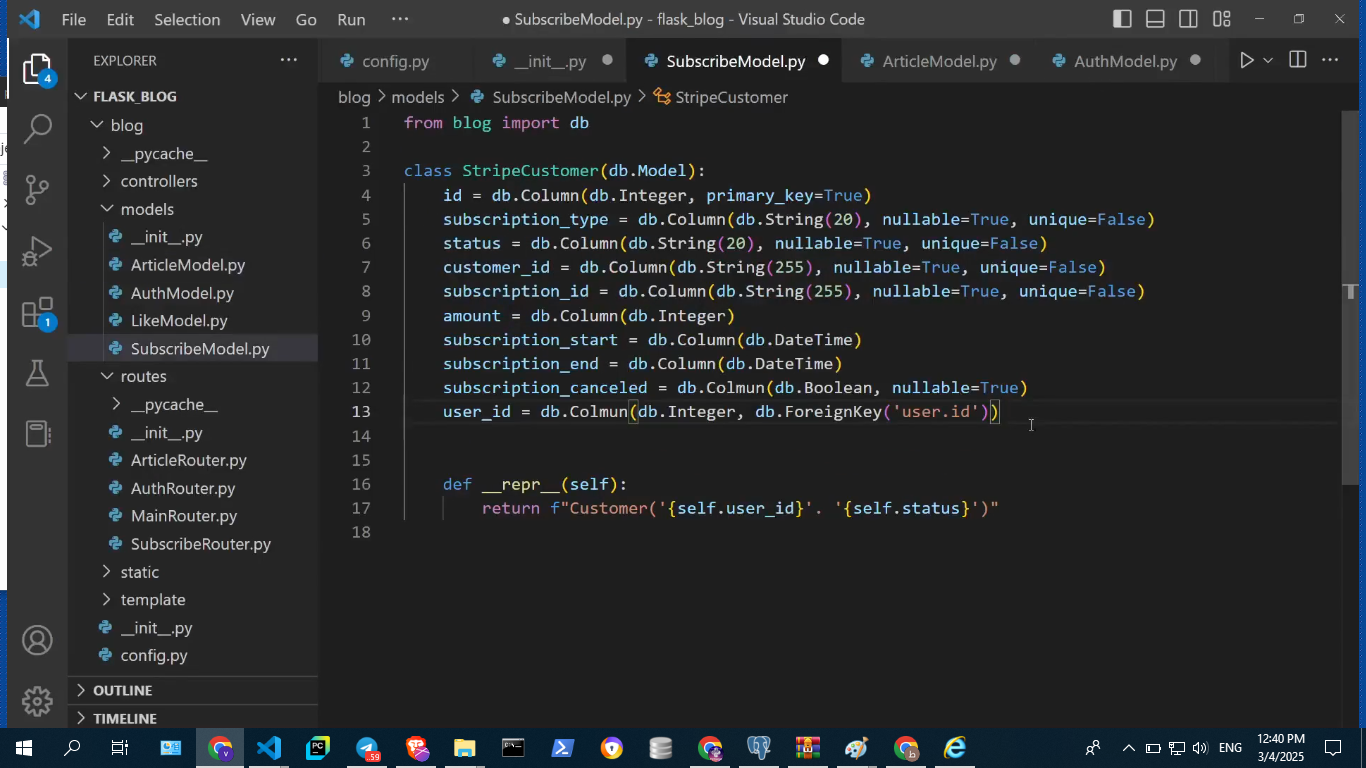 File Edit Selection View Go Run ··· ● SubscribeModel.py - flask_blog - Visual Studio Code
EXPLORER ···
config.py __init__.py SubscribeModel.py ArticleModel.py AuthModel.py ···
4
1
FLASK_BLOG
blog
__pycache__
controllers
models
__init__.py
ArticleModel.py
AuthModel.py
LikeModel.py
SubscribeModel.py
routes
__pycache__
__init__.py
ArticleRouter.py
AuthRouter.py
MainRouter.py
SubscribeRouter.py
static
template
__init__.py
config.py
OUTLINE
TIMELINE
blog > models > SubscribeModel.py > StripeCustomer
1 from blog import db
2
3 class StripeCustomer(db.Model):
4 id = db.Column(db.Integer, primary_key=True)
5 subscription_type = db.Column(db.String(20), nullable=True, unique=False)
6 status = db.Column(db.String(20), nullable=True, unique=False)
7 customer_id = db.Column(db.String(255), nullable=True, unique=False)
8 subscription_id = db.Column(db.String(255), nullable=True, unique=False)
9 amount = db.Column(db.Integer)
10 subscription_start = db.Column(db.DateTime)
11 subscription_end = db.Column(db.DateTime)
12 subscription_canceled = db.Colmun(db.Boolean, nullable=True)
13 user_id = db.Colmun(db.Integer, db.ForeignKey('user.id'))
14
15
16 def __repr__(self):
17 return f"Customer('{self.user_id}'. '{self.status}')"
18
59 ENG 12:40 PM
3/4/2025